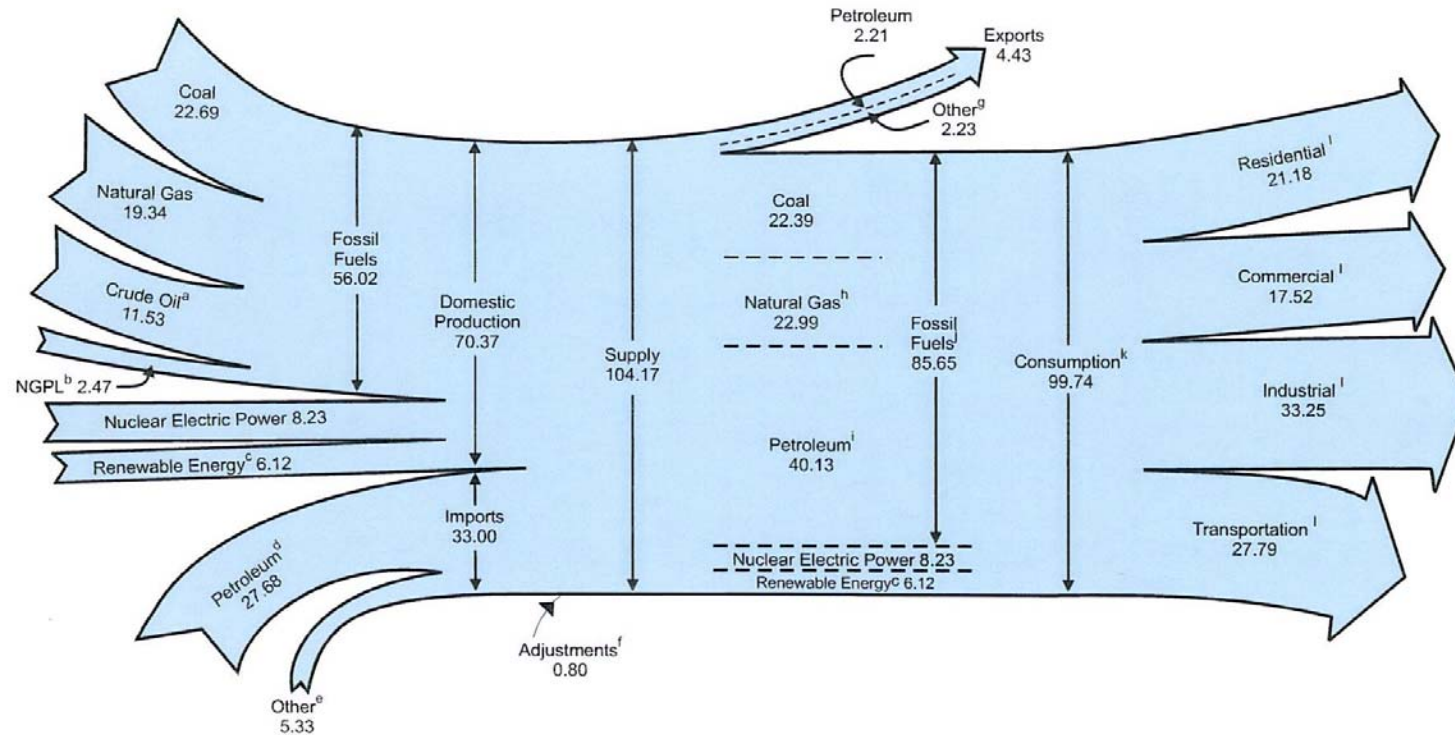 Petroleum
2.21
Exports
4.43
Other^g
2.23
Coal
22.69
Natural Gas
19.34
Crude Oil^a
11.53
NGPL^b 2.47
Nuclear Electric Power 8.23
Renewable Energy^c 6.12
Petroleum^d
27.68
Other^e
5.33
Fossil
Fuels
56.02
Domestic
Production
70.37
Imports
33.00
Adjustments^f
0.80
Supply
104.17
Coal
22.39
Natural Gas^h
22.99
Petroleum^i
40.13
Nuclear Electric Power 8.23
Renewable Energy^c 6.12
Fossil
Fuels^j
85.65
Consumption^k
99.74
Residential^l
21.18
Commercial^l
17.52
Industrial^l
33.25
Transportation^l
27.79